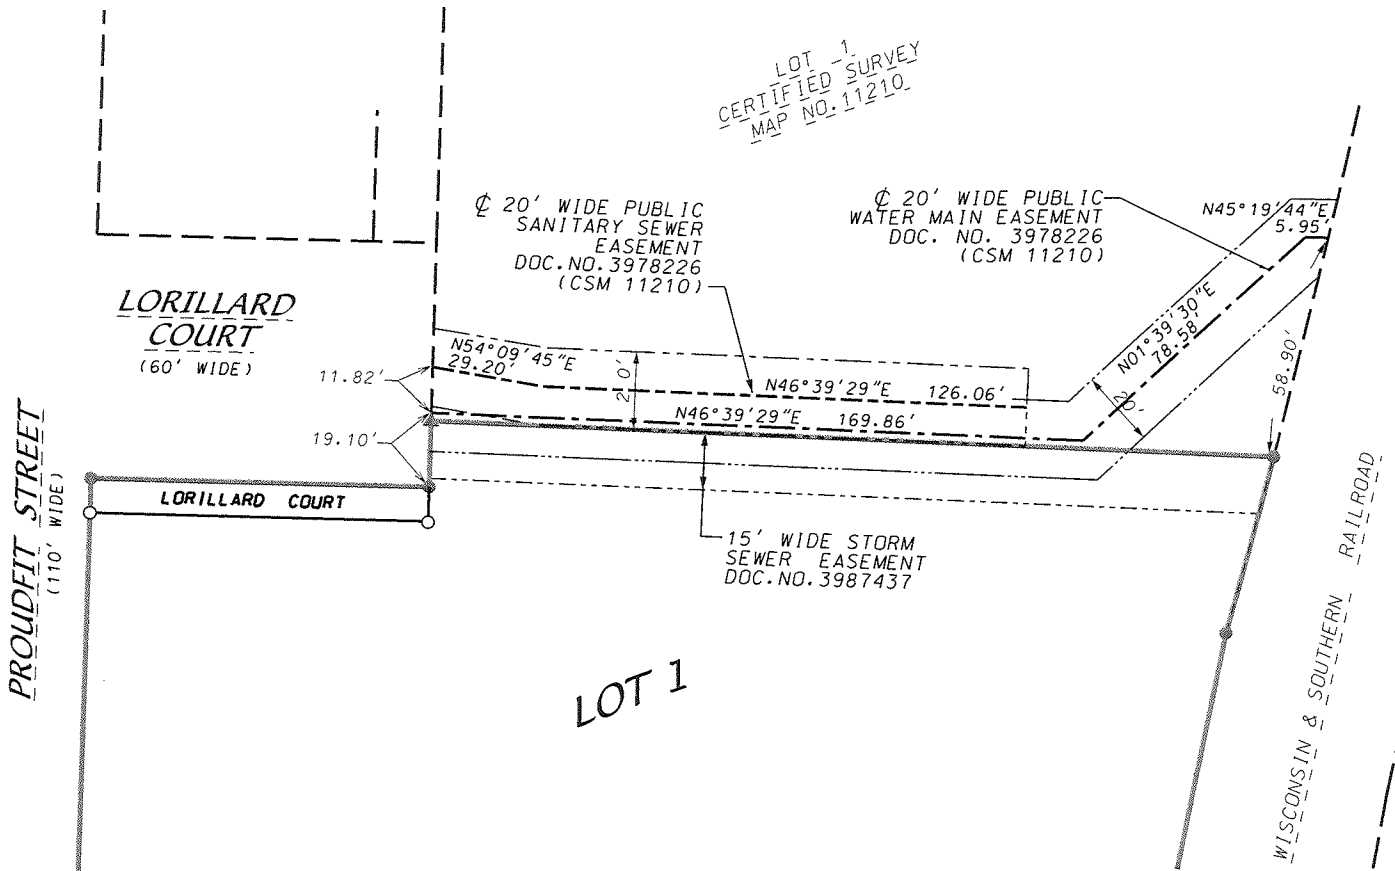 LOT 1
CERTIFIED SURVEY
MAP NO. 11210
℄ 20' WIDE PUBLIC
SANITARY SEWER
EASEMENT
DOC.NO.3978226
(CSM 11210)
℄ 20' WIDE PUBLIC
WATER MAIN EASEMENT
DOC. NO. 3978226
(CSM 11210)
N45°19'44"E
5.95'
LORILLARD
COURT
(60' WIDE)
N54°09'45"E
29.20'
20'
N01°39'30"E
78.58'
20'
58.90'
11.82'
N46°39'29"E 126.06'
N46°39'29"E 169.86'
19.10'
LORILLARD COURT
PROUDFIT STREET
(110' WIDE)
15' WIDE STORM
SEWER EASEMENT
DOC.NO.3987437
LOT 1
WISCONSIN & SOUTHERN RAILROAD